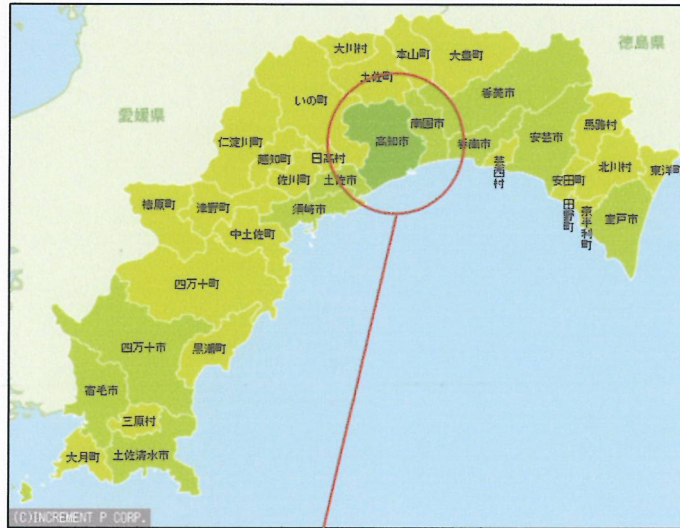 徳島県
愛媛県
大川村
本山町
大豊町
土佐町
香美市
いの町
高知市
南国市
香南市
芸西村
安芸市
馬路村
北川村
東洋町
安田町
田野町
奈半利町
室戸市
仁淀川町
越知町
日高村
佐川町
土佐市
須崎市
檮原町
津野町
中土佐町
四万十町
四万十市
黒潮町
宿毛市
三原村
大月町
土佐清水市
(C)INCREMENT P CORP.